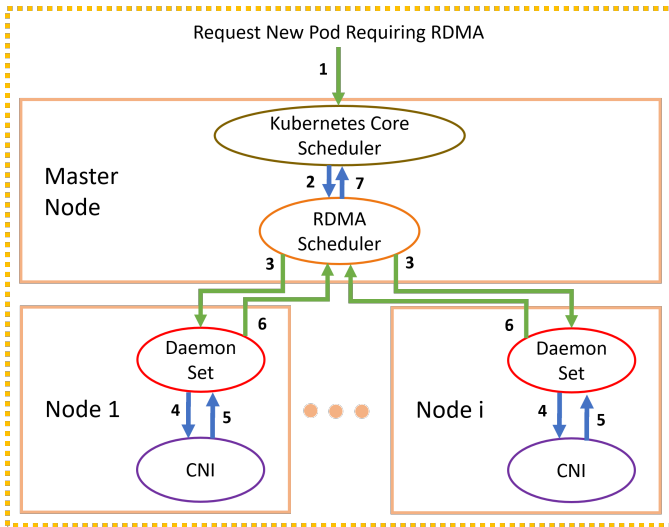 Request New Pod Requiring RDMA
1
Kubernetes Core
Scheduler
Master
Node
2
7
RDMA
Scheduler
3
3
6
6
Daemon
Set
Daemon
Set
Node 1
4
5
Node i
4
5
CNI
CNI